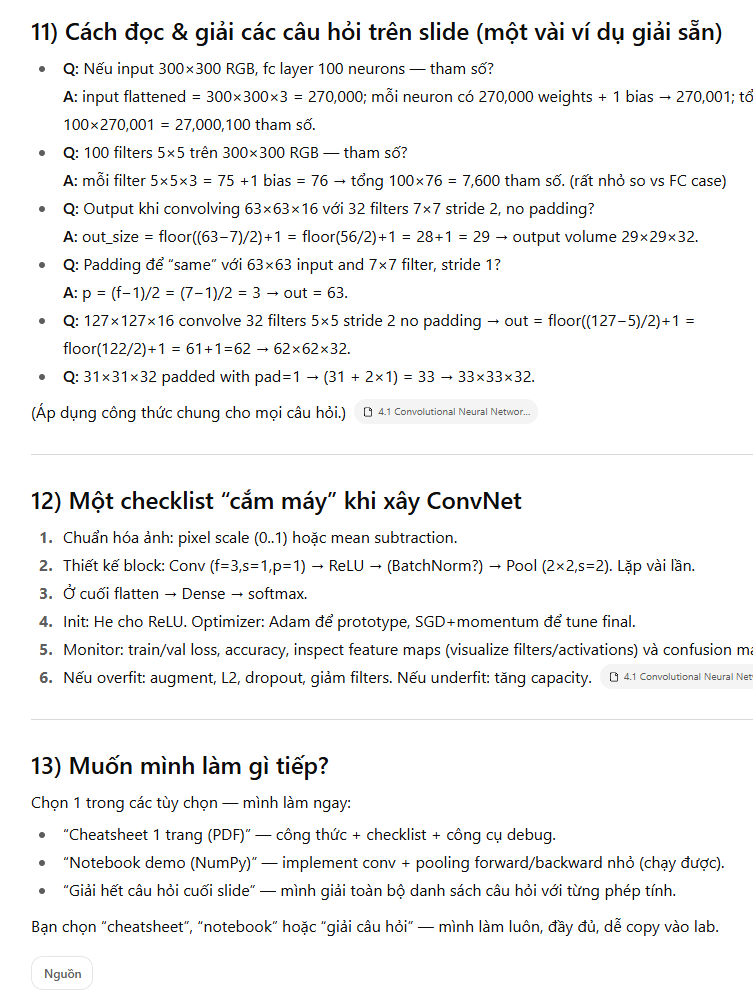 11) Cách đọc & giải các câu hỏi trên slide (một vài ví dụ giải sẵn)
• Q: Nếu input 300×300 RGB, fc layer 100 neurons — tham số?
A: input flattened = 300×300×3 = 270,000; mỗi neuron có 270,000 weights + 1 bias → 270,001;
100×270,001 = 27,000,100 tham số.
• Q: 100 filters 5×5 trên 300×300 RGB — tham số?
A: mỗi filter 5×5×3 = 75 +1 bias = 76 → tổng 100×76 = 7,600 tham số. (rất nhỏ so vs FC case)
• Q: Output khi convolving 63×63×16 với 32 filters 7×7 stride 2, no padding?
A: out_size = floor((63−7)/2)+1 = floor(56/2)+1 = 28+1 = 29 → output volume 29×29×32.
• Q: Padding để “same” với 63×63 input and 7×7 filter, stride 1?
A: p = (f−1)/2 = (7−1)/2 = 3 → out = 63.
• Q: 127×127×16 convolve 32 filters 5×5 stride 2 no padding → out = floor((127−5)/2)+1 =
floor(122/2)+1 = 61+1=62 → 62×62×32.
• Q: 31×31×32 padded with pad=1 → (31 + 2×1) = 33 → 33×33×32.
(Áp dụng công thức chung cho mọi câu hỏi.) 4.1 Convolutional Neural Networ...
12) Một checklist “cắm máy” khi xây ConvNet
1. Chuẩn hóa ảnh: pixel scale (0..1) hoặc mean subtraction.
2. Thiết kế block: Conv (f=3,s=1,p=1) → ReLU → (BatchNorm?) → Pool (2×2,s=2). Lặp vài lần.
3. Ở cuối flatten → Dense → softmax.
4. Init: He cho ReLU. Optimizer: Adam để prototype, SGD+momentum để tune final.
5. Monitor: train/val loss, accuracy, inspect feature maps (visualize filters/activations) và confusion
6. Nếu overfit: augment, L2, dropout, giảm filters. Nếu underfit: tăng capacity. 4.1 Convolutional Neural
13) Muốn mình làm gì tiếp?
Chọn 1 trong các tùy chọn — mình làm ngay:
• “Cheatsheet 1 trang (PDF)” — công thức + checklist + công cụ debug.
• “Notebook demo (NumPy)” — implement conv + pooling forward/backward nhỏ (chạy được).
• “Giải hết câu hỏi cuối slide” — mình giải toàn bộ danh sách câu hỏi với từng phép tính.
Bạn chọn “cheatsheet”, “notebook” hoặc “giải câu hỏi” — mình làm luôn, đầy đủ, dễ copy vào lab.
Nguồn